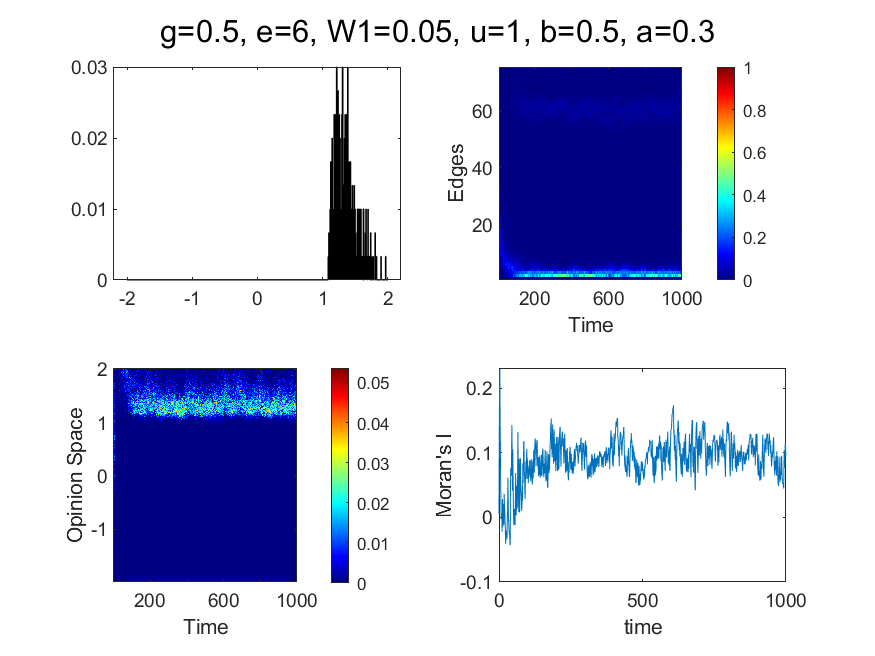 g=0.5, e=6, W1=0.05, u=1, b=0.5, a=0.3
0.03
0.02
0.01
0
-2 -1 0 1 2
Edges
60
40
20
200 600 1000
Time
1
0.8
0.6
0.4
0.2
0
Opinion Space
2
1
0
-1
200 600 1000
Time
0.05
0.04
0.03
0.02
0.01
0
Moran's I
0.2
0.1
0
-0.1
0 500 1000
time